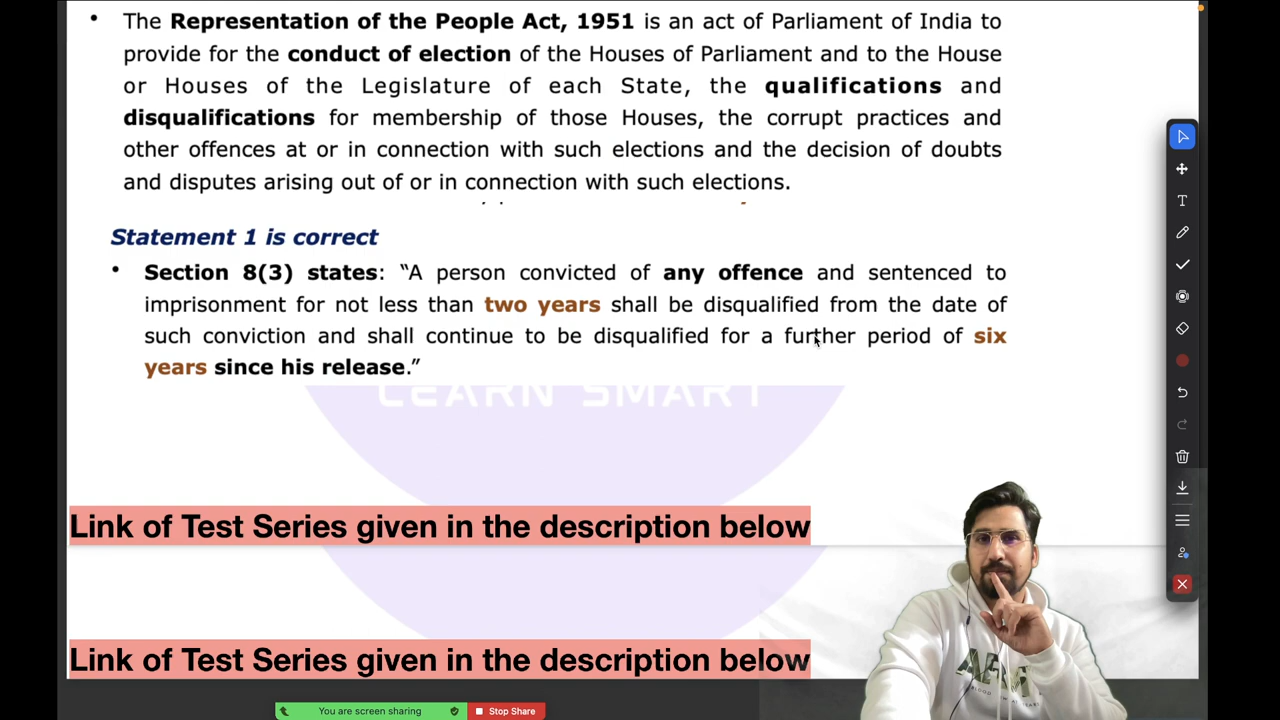 • The Representation of the People Act, 1951 is an act of Parliament of India to
provide for the conduct of election of the Houses of Parliament and to the House
or Houses of the Legislature of each State, the qualifications and
disqualifications for membership of those Houses, the corrupt practices and
other offences at or in connection with such elections and the decision of doubts
and disputes arising out of or in connection with such elections.
Statement 1 is correct
• Section 8(3) states: “A person convicted of any offence and sentenced to
imprisonment for not less than two years shall be disqualified from the date of
such conviction and shall continue to be disqualified for a further period of six
years since his release.”
LEARN SMART
Link of Test Series given in the description below
Link of Test Series given in the description below
You are screen sharing
Stop Share